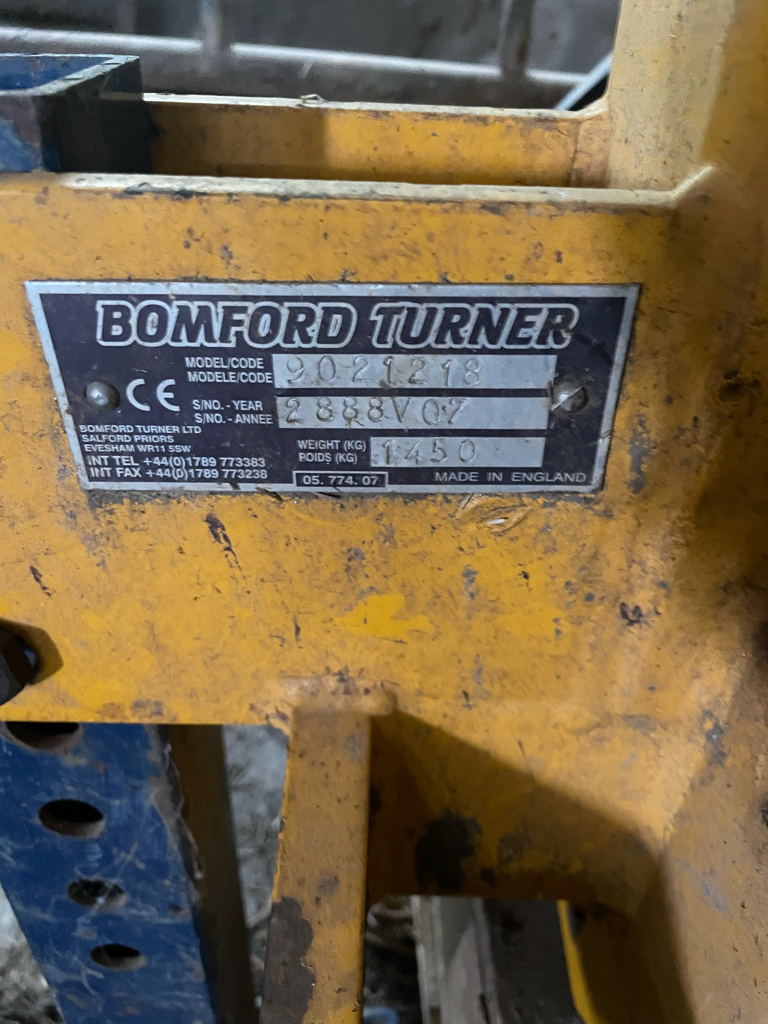 BOMFORD TURNER
MODEL/CODE
MODELE/CODE
9021218
CE
S/NO. - YEAR
S/NO. - ANNEE
2888V07
BOMFORD TURNER LTD
SALFORD PRIORS
EVESHAM WR11 5SW
INT TEL +44(0)1789 773383
INT FAX +44(0)1789 773238
WEIGHT (KG)
POIDS (KG)
1450
05. 774. 07
MADE IN ENGLAND